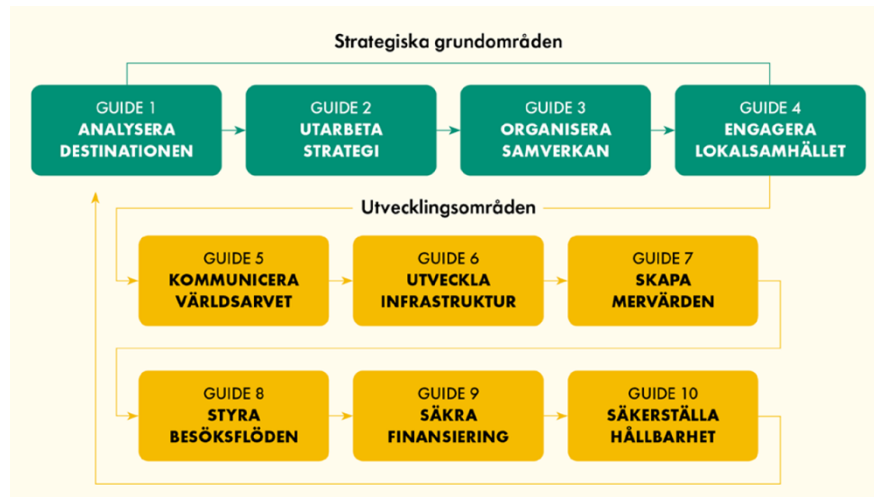 Strategiska grundområden
GUIDE 1
ANALYSERA
DESTINATIONEN
GUIDE 2
UTARBETA
STRATEGI
GUIDE 3
ORGANISERA
SAMVERKAN
GUIDE 4
ENGAGERA
LOKALSAMHÄLLET
Utvecklingsområden
GUIDE 5
KOMMUNICERA
VÄRLDSARVET
GUIDE 6
UTVECKLA
INFRASTRUKTUR
GUIDE 7
SKAPA
MERVÄRDEN
GUIDE 8
STYRA
BESÖKSFLÖDEN
GUIDE 9
SÄKRA
FINANSIERING
GUIDE 10
SÄKERSTÄLLA
HÅLLBARHET